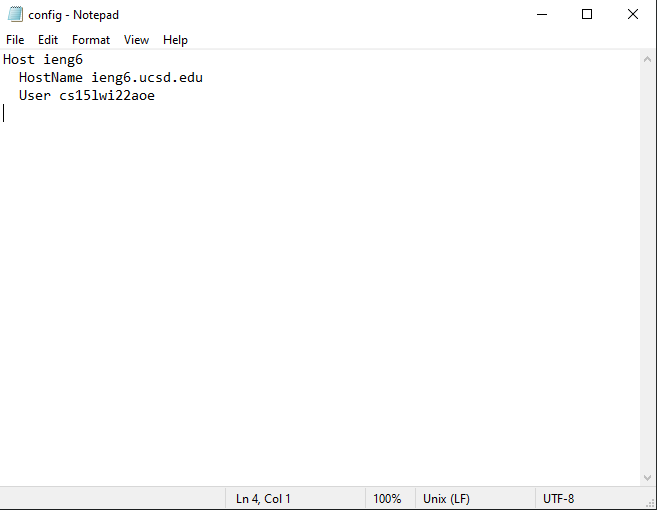 config - Notepad
File Edit Format View Help
Host ieng6
  HostName ieng6.ucsd.edu
  User cs15lwi22aoe
Ln 4, Col 1 100% Unix (LF) UTF-8